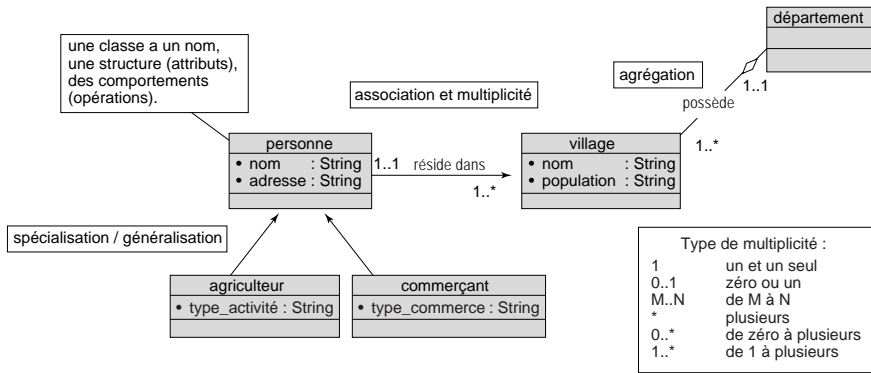 département
une classe a un nom,
une structure (attributs),
des comportements
(opérations).
agrégation
1..1
possède
association et multiplicité
1..*
personne
• nom : String
• adresse : String
1..1
réside dans
1..*
village
• nom : String
• population : String
spécialisation / généralisation
agriculteur
• type_activité : String
commerçant
• type_commerce : String
Type de multiplicité :
1 un et un seul
0..1 zéro ou un
M..N de M à N
* plusieurs
0..* de zéro à plusieurs
1..* de 1 à plusieurs